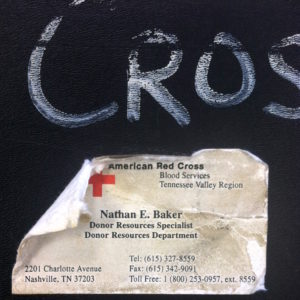 CROS
American Red Cross
Blood Services
Tennessee Valley Region
Nathan E. Baker
Donor Resources Specialist
Donor Resources Department
2201 Charlotte Avenue
Nashville, TN 37203
Tel: (615) 327-8559
Fax: (615) 342-9091
Toll Free: 1 (800) 253-0957, ext. 8559